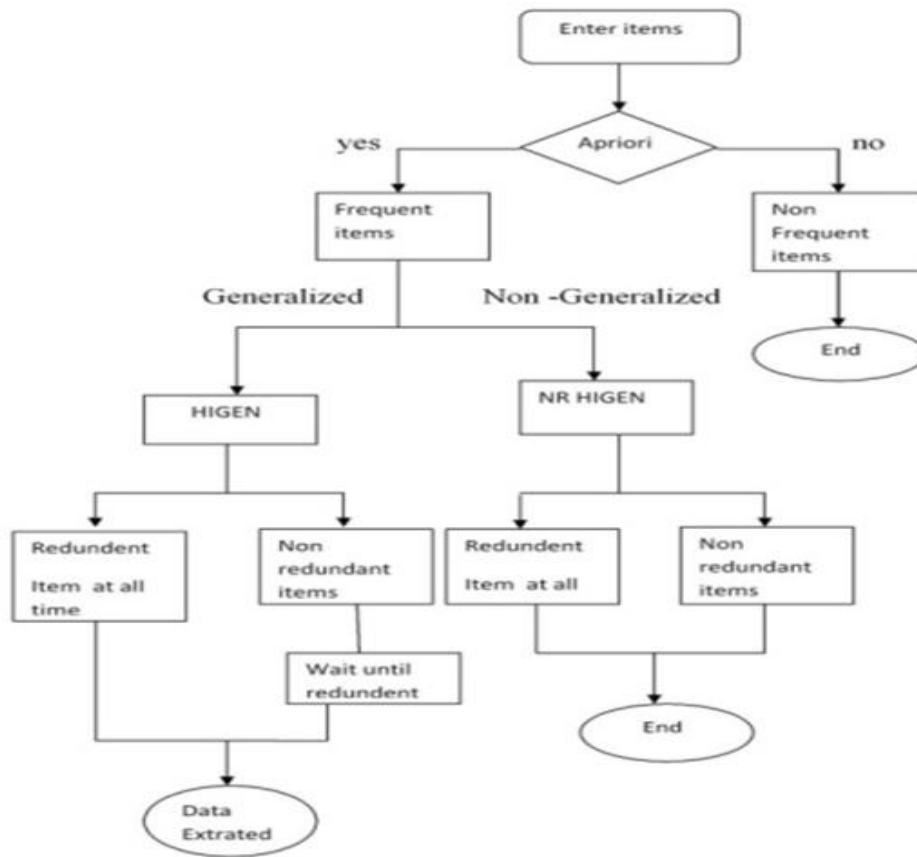 Enter items
yes
Apriori
no
Frequent
items
Non
Frequent
items
Generalized
Non -Generalized
End
HIGEN
NR HIGEN
Redundent
Item at all
time
Non
redundant
items
Redundent
Item at all
Non
redundant
items
Wait until
redundent
End
Data
Extrated